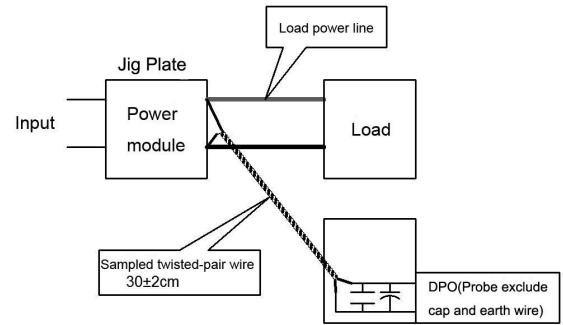 Load power line
Jig Plate
Input
Power
module
Load
Sampled twisted-pair wire
30±2cm
DPO(Probe exclude
cap and earth wire)